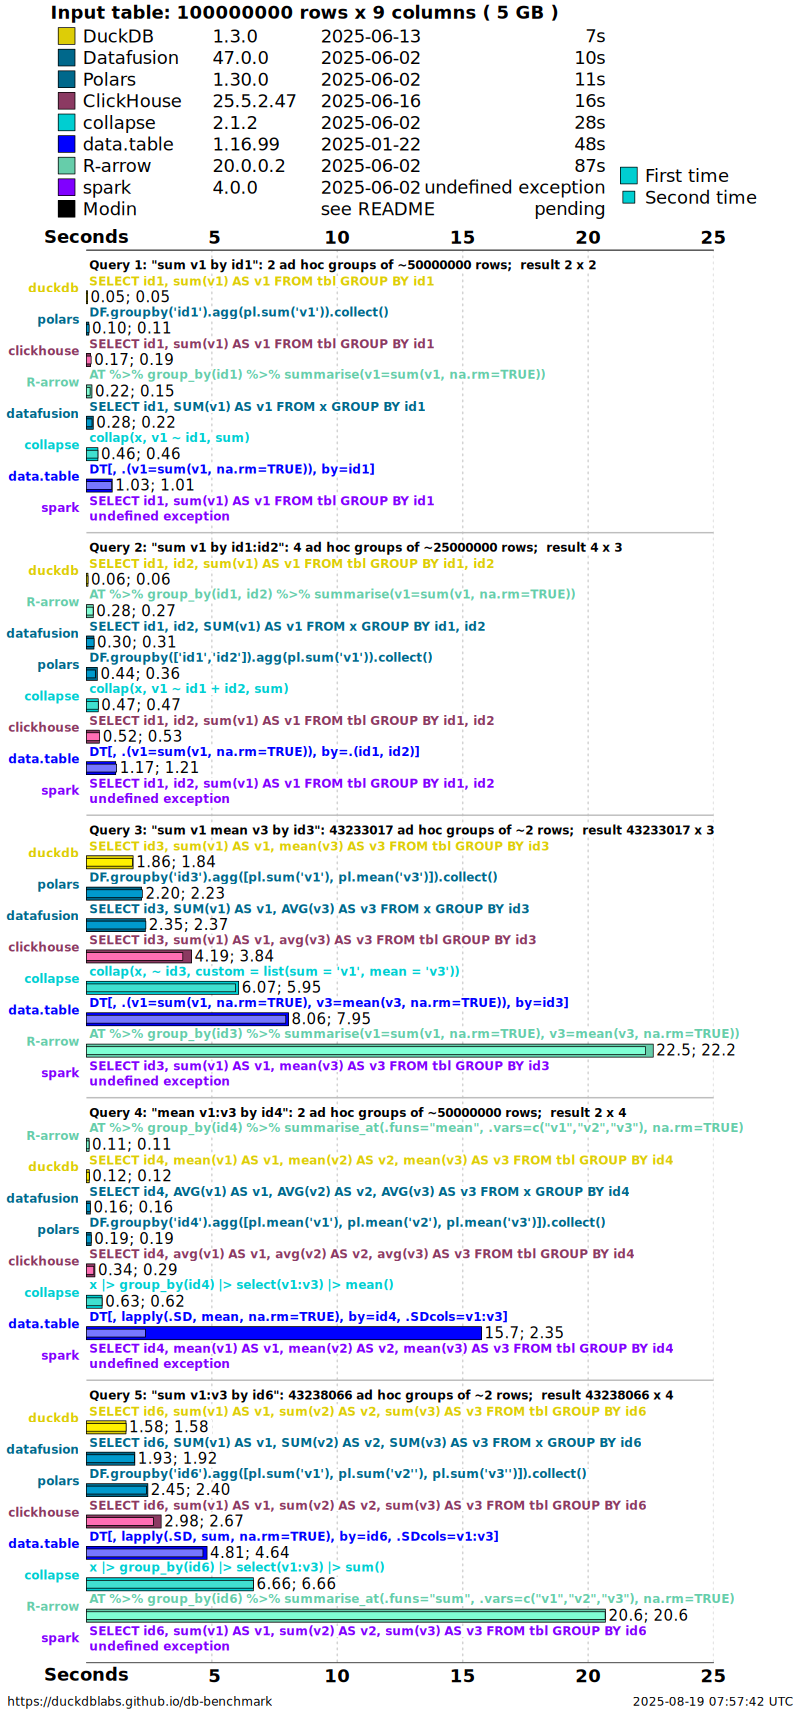 Input table: 100000000 rows x 9 columns ( 5 GB )
DuckDB 1.3.0 2025-06-13 7s
Datafusion 47.0.0 2025-06-02 10s
Polars 1.30.0 2025-06-02 11s
ClickHouse 25.5.2.47 2025-06-16 16s
collapse 2.1.2 2025-06-02 28s
data.table 1.16.99 2025-01-22 48s
R-arrow 20.0.0.2 2025-06-02 87s
spark 4.0.0 2025-06-02 undefined exception
Modin see README pending
First time
Second time
Seconds 5 10 15 20 25
Query 1: "sum v1 by id1": 2 ad hoc groups of ~50000000 rows;  result 2 x 2
SELECT id1, sum(v1) AS v1 FROM tbl GROUP BY id1
duckdb
0.05; 0.05
DF.groupby('id1').agg(pl.sum('v1')).collect()
polars
0.10; 0.11
SELECT id1, sum(v1) AS v1 FROM tbl GROUP BY id1
clickhouse
0.17; 0.19
AT %>% group_by(id1) %>% summarise(v1=sum(v1, na.rm=TRUE))
R-arrow
0.22; 0.15
SELECT id1, SUM(v1) AS v1 FROM x GROUP BY id1
datafusion
0.28; 0.22
collap(x, v1 ~ id1, sum)
collapse
0.46; 0.46
DT[, .(v1=sum(v1, na.rm=TRUE)), by=id1]
data.table
1.03; 1.01
SELECT id1, sum(v1) AS v1 FROM tbl GROUP BY id1
spark
undefined exception
Query 2: "sum v1 by id1:id2": 4 ad hoc groups of ~25000000 rows;  result 4 x 3
SELECT id1, id2, sum(v1) AS v1 FROM tbl GROUP BY id1, id2
duckdb
0.06; 0.06
AT %>% group_by(id1, id2) %>% summarise(v1=sum(v1, na.rm=TRUE))
R-arrow
0.28; 0.27
SELECT id1, id2, SUM(v1) AS v1 FROM x GROUP BY id1, id2
datafusion
0.30; 0.31
DF.groupby(['id1','id2']).agg(pl.sum('v1')).collect()
polars
0.44; 0.36
collap(x, v1 ~ id1 + id2, sum)
collapse
0.47; 0.47
SELECT id1, id2, sum(v1) AS v1 FROM tbl GROUP BY id1, id2
clickhouse
0.52; 0.53
DT[, .(v1=sum(v1, na.rm=TRUE)), by=.(id1, id2)]
data.table
1.17; 1.21
SELECT id1, id2, sum(v1) AS v1 FROM tbl GROUP BY id1, id2
spark
undefined exception
Query 3: "sum v1 mean v3 by id3": 43233017 ad hoc groups of ~2 rows;  result 43233017 x 3
SELECT id3, sum(v1) AS v1, mean(v3) AS v3 FROM tbl GROUP BY id3
duckdb
1.86; 1.84
DF.groupby('id3').agg([pl.sum('v1'), pl.mean('v3')]).collect()
polars
2.20; 2.23
SELECT id3, SUM(v1) AS v1, AVG(v3) AS v3 FROM x GROUP BY id3
datafusion
2.35; 2.37
SELECT id3, sum(v1) AS v1, avg(v3) AS v3 FROM tbl GROUP BY id3
clickhouse
4.19; 3.84
collap(x, ~ id3, custom = list(sum = 'v1', mean = 'v3'))
collapse
6.07; 5.95
DT[, .(v1=sum(v1, na.rm=TRUE), v3=mean(v3, na.rm=TRUE)), by=id3]
data.table
8.06; 7.95
AT %>% group_by(id3) %>% summarise(v1=sum(v1, na.rm=TRUE), v3=mean(v3, na.rm=TRUE))
R-arrow
22.5; 22.2
SELECT id3, sum(v1) AS v1, mean(v3) AS v3 FROM tbl GROUP BY id3
spark
undefined exception
Query 4: "mean v1:v3 by id4": 2 ad hoc groups of ~50000000 rows;  result 2 x 4
AT %>% group_by(id4) %>% summarise_at(.funs="mean", .vars=c("v1","v2","v3"), na.rm=TRUE)
R-arrow
0.11; 0.11
SELECT id4, mean(v1) AS v1, mean(v2) AS v2, mean(v3) AS v3 FROM tbl GROUP BY id4
duckdb
0.12; 0.12
SELECT id4, AVG(v1) AS v1, AVG(v2) AS v2, AVG(v3) AS v3 FROM x GROUP BY id4
datafusion
0.16; 0.16
DF.groupby('id4').agg([pl.mean('v1'), pl.mean('v2'), pl.mean('v3')]).collect()
polars
0.19; 0.19
SELECT id4, avg(v1) AS v1, avg(v2) AS v2, avg(v3) AS v3 FROM tbl GROUP BY id4
clickhouse
0.34; 0.29
x |> group_by(id4) |> select(v1:v3) |> mean()
collapse
0.63; 0.62
DT[, lapply(.SD, mean, na.rm=TRUE), by=id4, .SDcols=v1:v3]
data.table
15.7; 2.35
SELECT id4, mean(v1) AS v1, mean(v2) AS v2, mean(v3) AS v3 FROM tbl GROUP BY id4
spark
undefined exception
Query 5: "sum v1:v3 by id6": 43238066 ad hoc groups of ~2 rows;  result 43238066 x 4
SELECT id6, sum(v1) AS v1, sum(v2) AS v2, sum(v3) AS v3 FROM tbl GROUP BY id6
duckdb
1.58; 1.58
SELECT id6, SUM(v1) AS v1, SUM(v2) AS v2, SUM(v3) AS v3 FROM x GROUP BY id6
datafusion
1.93; 1.92
DF.groupby('id6').agg([pl.sum('v1'), pl.sum('v2''), pl.sum('v3'')]).collect()
polars
2.45; 2.40
SELECT id6, sum(v1) AS v1, sum(v2) AS v2, sum(v3) AS v3 FROM tbl GROUP BY id6
clickhouse
2.98; 2.67
DT[, lapply(.SD, sum, na.rm=TRUE), by=id6, .SDcols=v1:v3]
data.table
4.81; 4.64
x |> group_by(id6) |> select(v1:v3) |> sum()
collapse
6.66; 6.66
AT %>% group_by(id6) %>% summarise_at(.funs="sum", .vars=c("v1","v2","v3"), na.rm=TRUE)
R-arrow
20.6; 20.6
SELECT id6, sum(v1) AS v1, sum(v2) AS v2, sum(v3) AS v3 FROM tbl GROUP BY id6
spark
undefined exception
Seconds 5 10 15 20 25
https://duckdblabs.github.io/db-benchmark 2025-08-19 07:57:42 UTC